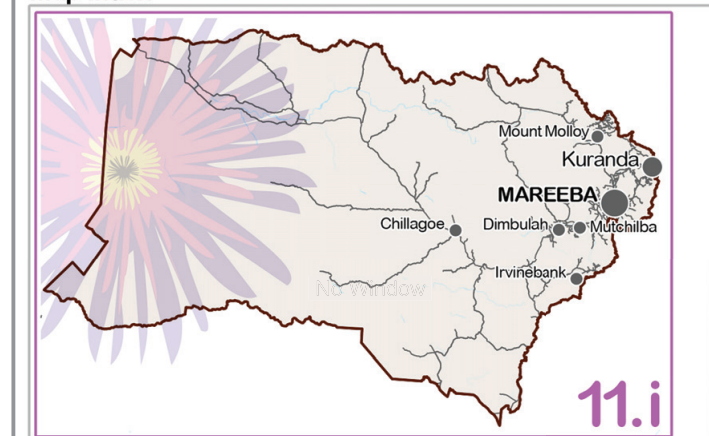 Mount Molloy
Kuranda
MAREEBA
Chillagoe
Dimbulah
Mutchilba
Irvinebank
No Window
11.i